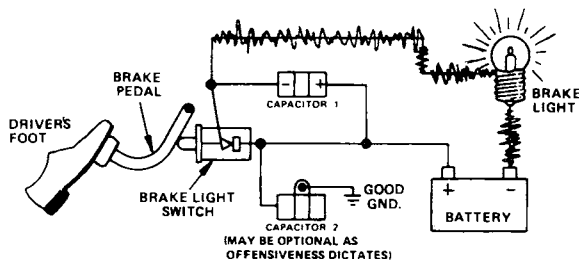 BRAKE
PEDAL
DRIVER'S
FOOT
BRAKE LIGHT
SWITCH
- +
CAPACITOR 1
BRAKE
LIGHT
GOOD
GND.
+ -
BATTERY
CAPACITOR 2
(MAY BE OPTIONAL AS
OFFENSIVENESS DICTATES)